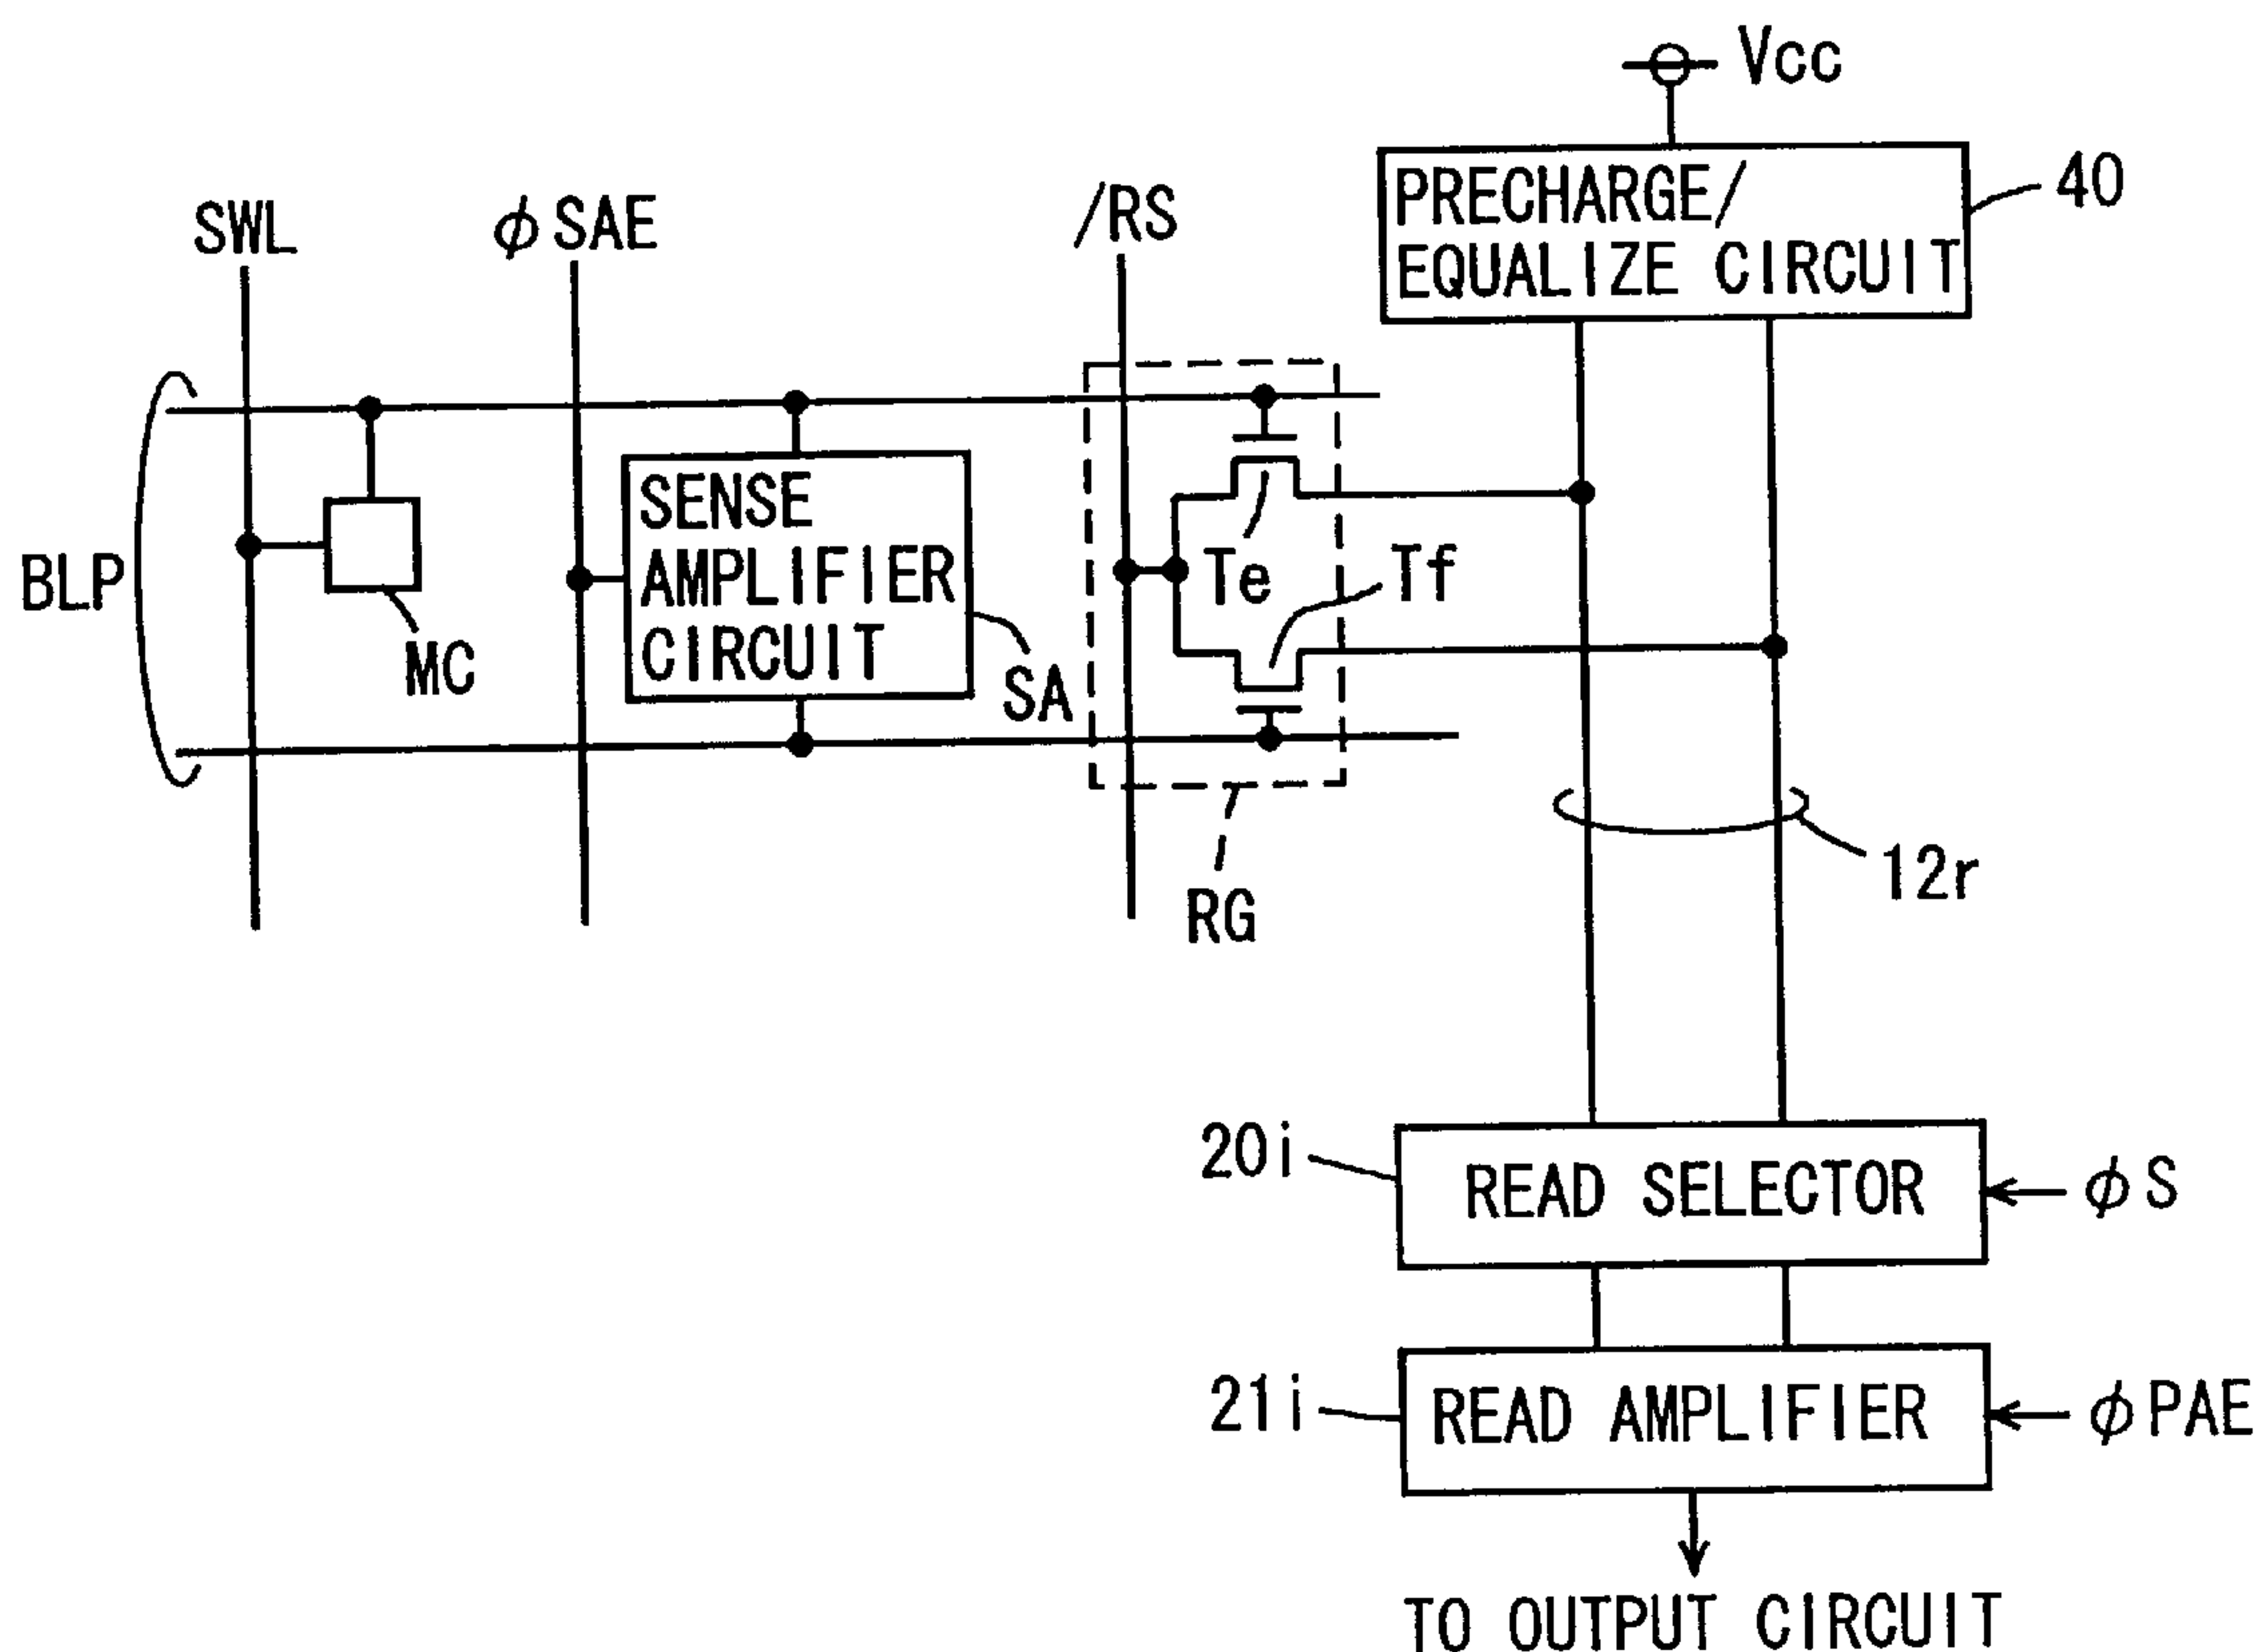 Vcc
PRECHARGE/
EQUALIZE CIRCUIT
40
SWL
φSAE
/RS
SENSE
AMPLIFIER
CIRCUIT
Te
Tf
BLP
MC
SA
12r
RG
20i
READ SELECTOR
φS
21i
READ AMPLIFIER
φPAE
TO OUTPUT CIRCUIT